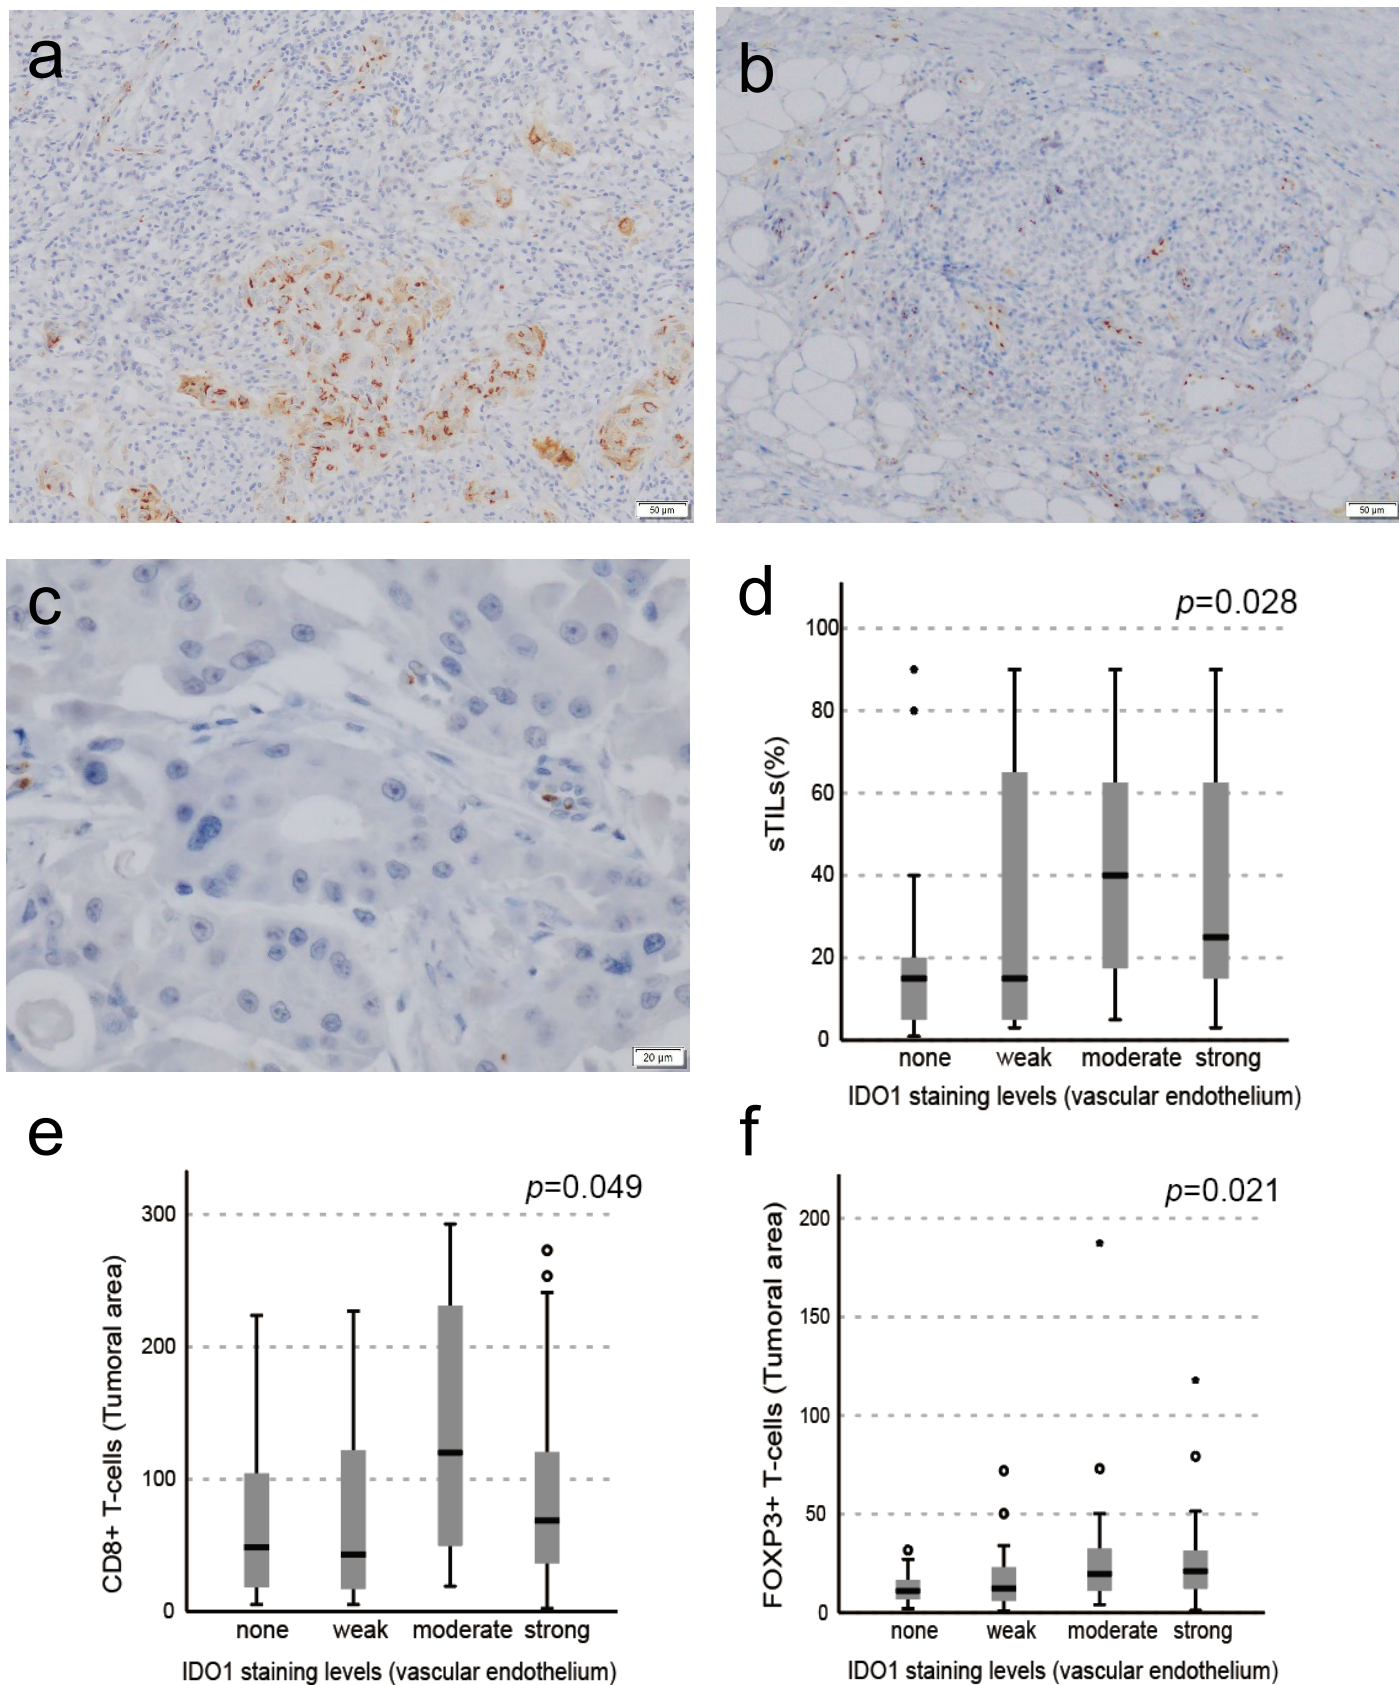 a
b
50 µm
50 µm
c
20 µm
d
p=0.028
100
80
60
40
20
0
sTILs(%)
none weak moderate strong
IDO1 staining levels (vascular endothelium)
e
p=0.049
300
200
100
0
CD8+ T-cells (Tumoral area)
none weak moderate strong
IDO1 staining levels (vascular endothelium)
f
p=0.021
200
150
100
50
0
FOXP3+ T-cells (Tumoral area)
none weak moderate strong
IDO1 staining levels (vascular endothelium)